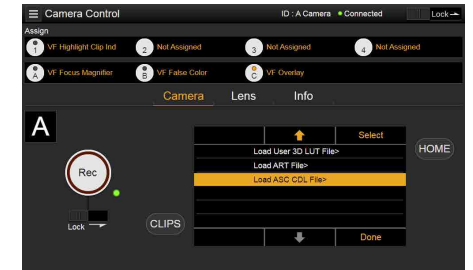 Camera Control
ID : A Camera
Connected
Lock
Assign
1 VF Highlight Clip Ind
2 Not Assigned
3 Not Assigned
4 Not Assigned
A VF Focus Magnifier
B VF False Color
C VF Overlay
Camera Lens Info
A
Select
Load User 3D LUT File>
HOME
Load ART File>
Rec
Load ASC CDL File>
CLIPS
Lock
Done